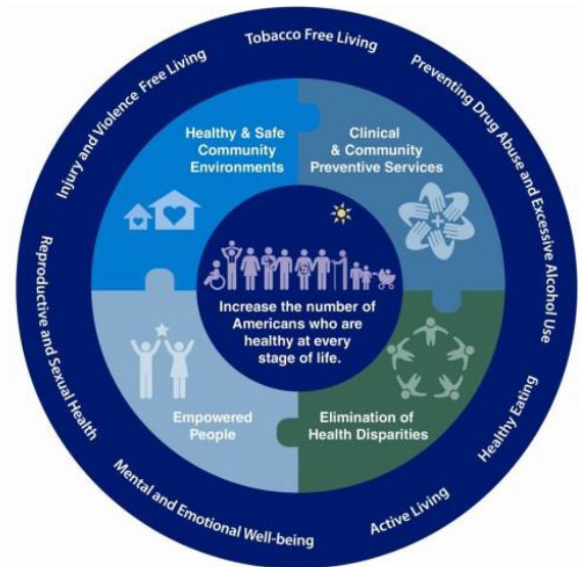 Tobacco Free Living
Preventing Drug Abuse and Excessive Alcohol Use
Healthy Eating
Active Living
Mental and Emotional Well-being
Reproductive and Sexual Health
Injury and Violence Free Living
Healthy & Safe
Community
Environments
Clinical
& Community
Preventive Services
Increase the number of
Americans who are
healthy at every
stage of life.
Empowered
People
Elimination of
Health Disparities